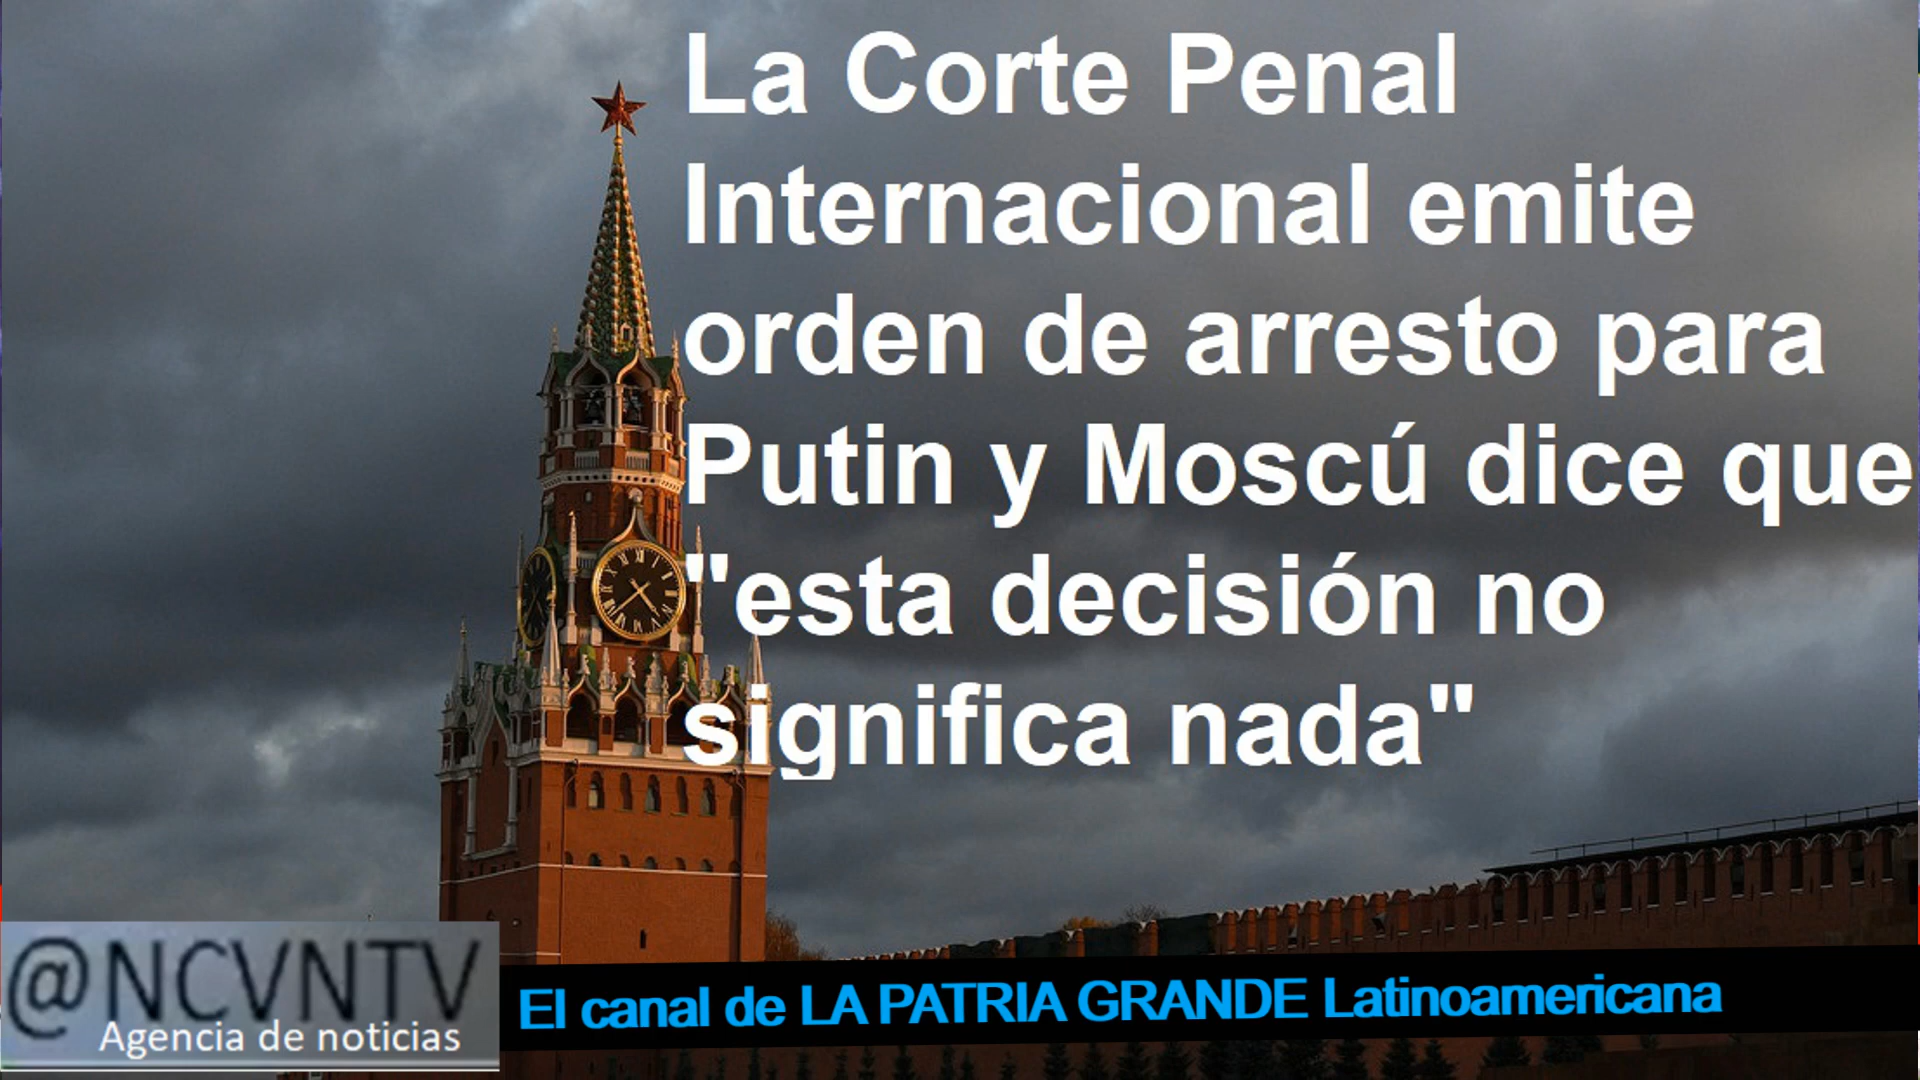 La Corte Penal
Internacional emite
orden de arresto para
Putin y Moscú dice que
"esta decisión no
significa nada"
@NCVNTV
Agencia de noticias
El canal de LA PATRIA GRANDE Latinoamericana